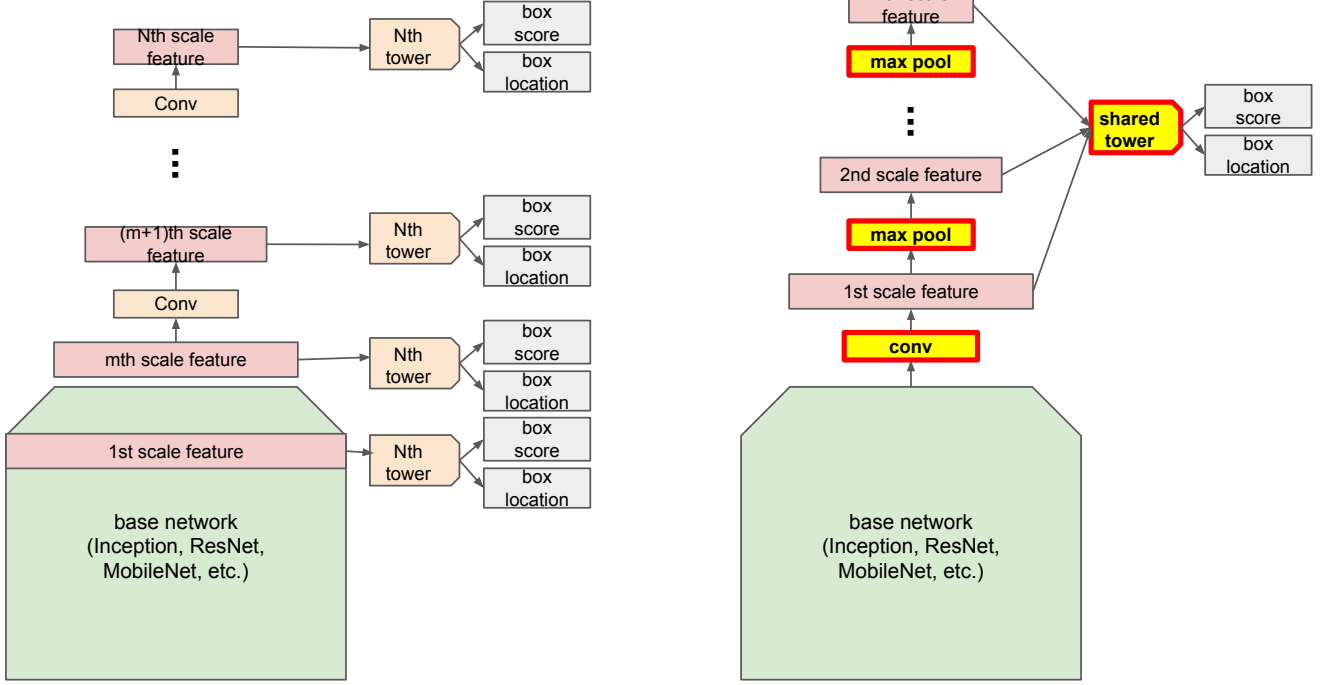 box
score
Nth scale
feature
Nth
tower
box
location
Conv
box
score
(m+1)th scale
feature
Nth
tower
box
location
Conv
box
score
mth scale feature
Nth
tower
box
location
box
score
1st scale feature
Nth
tower
box
location
base network
(Inception, ResNet,
MobileNet, etc.)
feature
max pool
box
score
shared
tower
box
location
2nd scale feature
max pool
1st scale feature
conv
base network
(Inception, ResNet,
MobileNet, etc.)